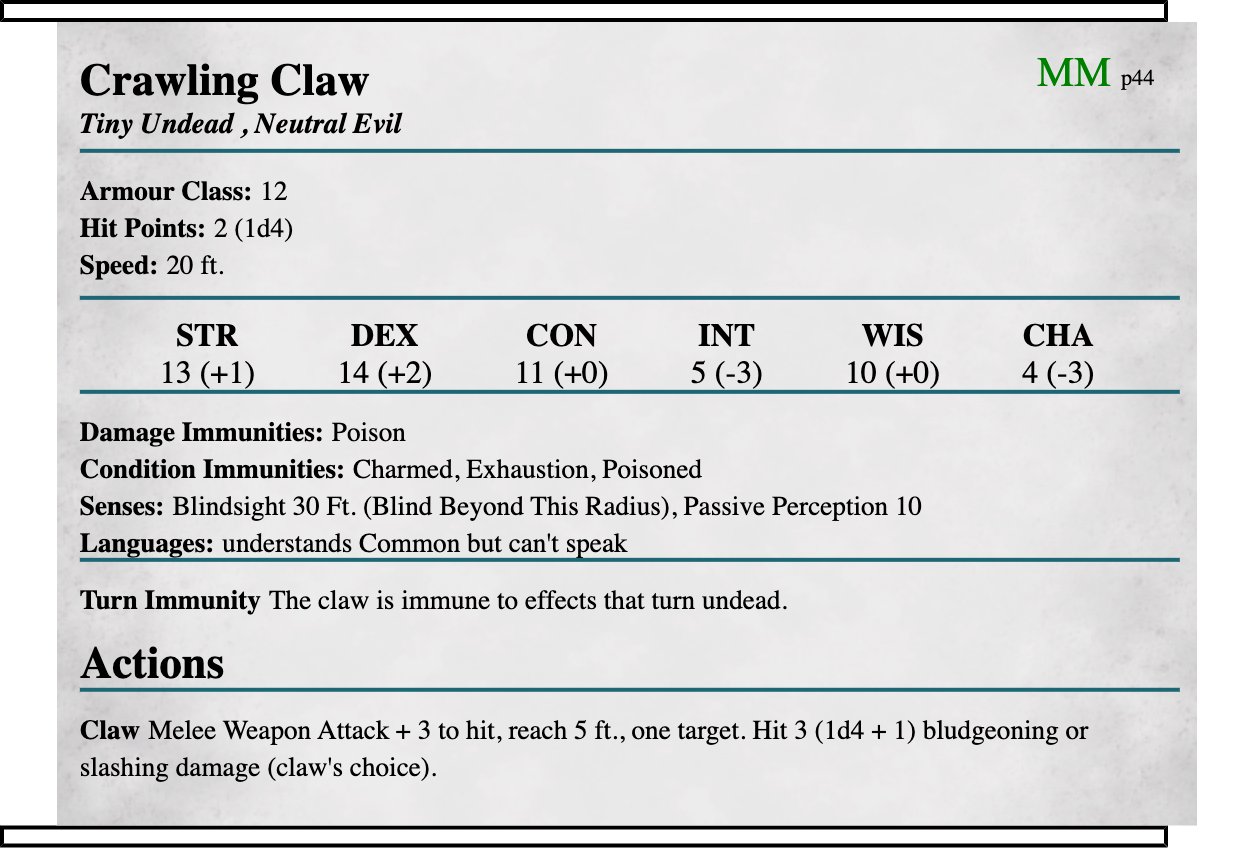 Crawling Claw
MM p44
Tiny Undead , Neutral Evil
Armour Class: 12
Hit Points: 2 (1d4)
Speed: 20 ft.
STR DEX CON INT WIS CHA
13 (+1) 14 (+2) 11 (+0) 5 (-3) 10 (+0) 4 (-3)
Damage Immunities: Poison
Condition Immunities: Charmed, Exhaustion, Poisoned
Senses: Blindsight 30 Ft. (Blind Beyond This Radius), Passive Perception 10
Languages: understands Common but can't speak
Turn Immunity The claw is immune to effects that turn undead.
Actions
Claw Melee Weapon Attack + 3 to hit, reach 5 ft., one target. Hit 3 (1d4 + 1) bludgeoning or
slashing damage (claw's choice).